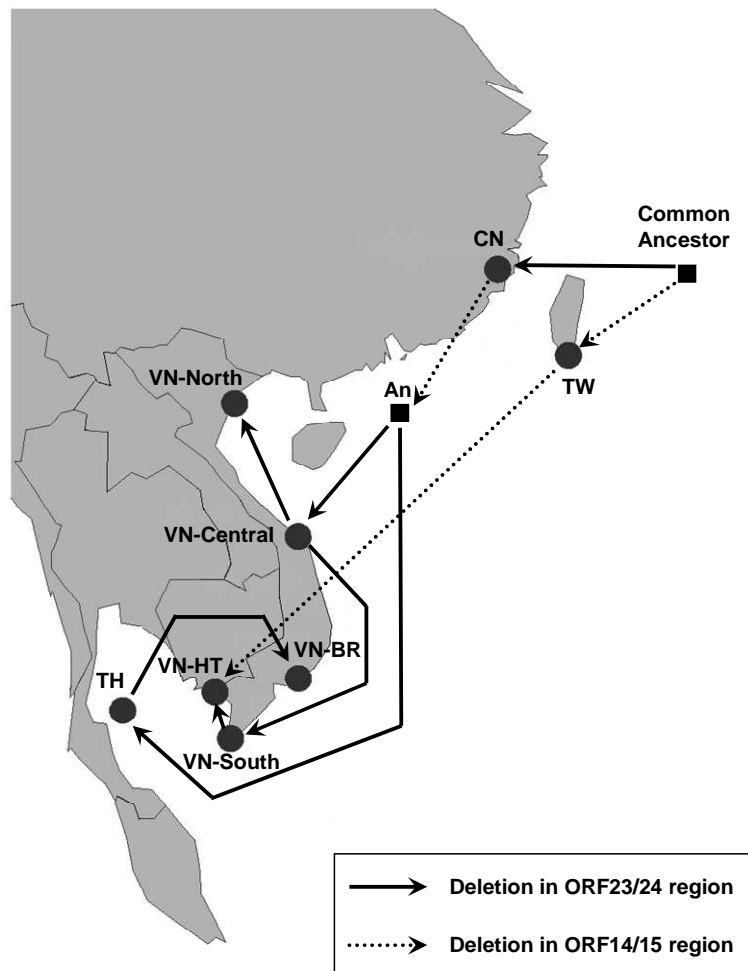 Common
Ancestor
CN
TW
An
VN-North
VN-Central
VN-BR
VN-HT
TH
VN-South
Deletion in ORF23/24 region
Deletion in ORF14/15 region